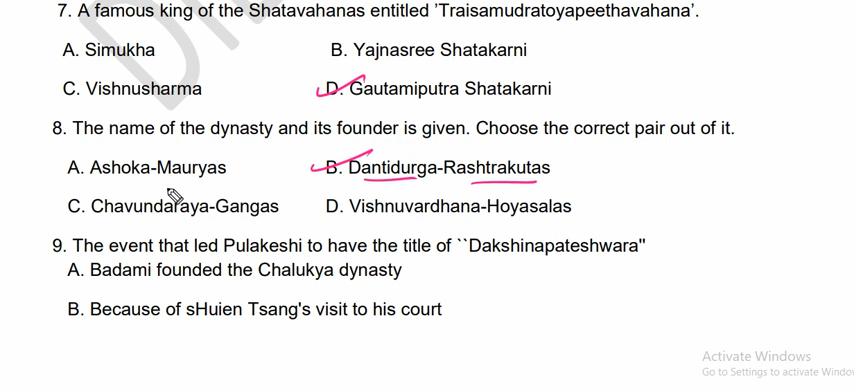 7. A famous king of the Shatavahanas entitled ’Traisamudratoyapeethavahana’.
A. Simukha B. Yajnasree Shatakarni
C. Vishnusharma D. Gautamiputra Shatakarni
8. The name of the dynasty and its founder is given. Choose the correct pair out of it.
A. Ashoka-Mauryas B. Dantidurga-Rashtrakutas
C. Chavundaraya-Gangas D. Vishnuvardhana-Hoyasalas
9. The event that led Pulakeshi to have the title of ``Dakshinapateshwara"
A. Badami founded the Chalukya dynasty
B. Because of sHuien Tsang's visit to his court
Activate Windows
Go to Settings to activate Windo